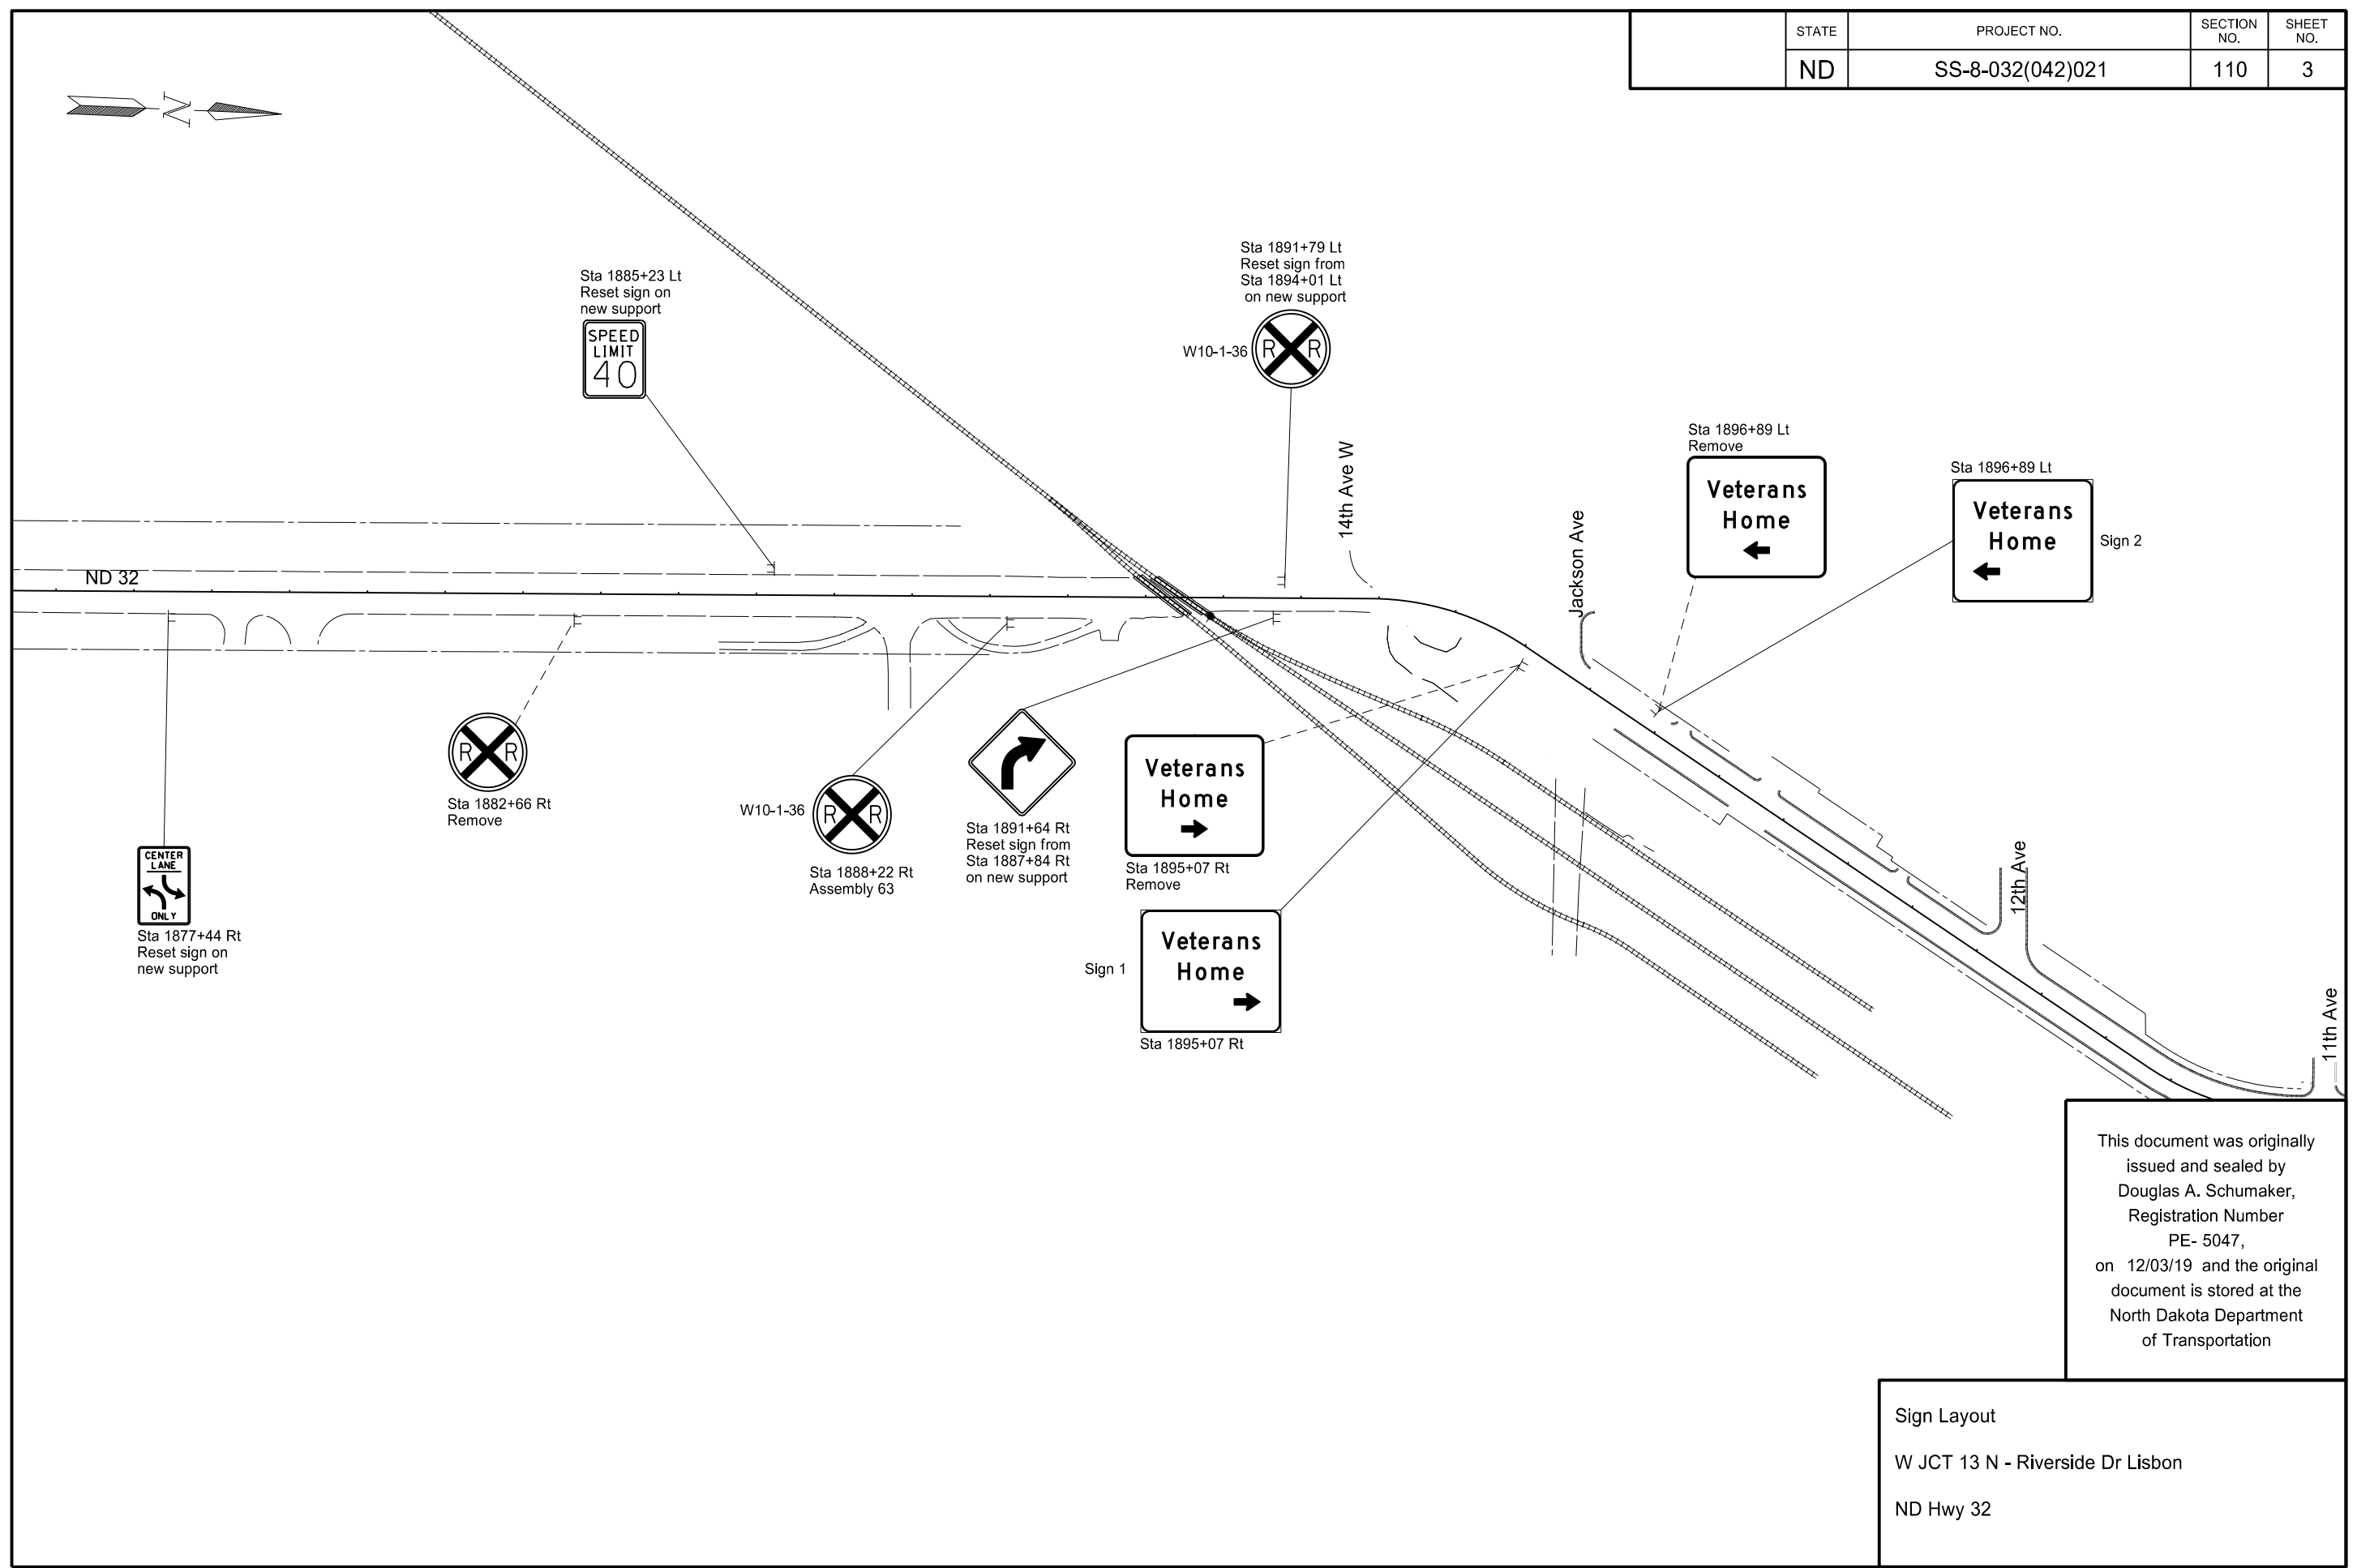 STATE
PROJECT NO.
SECTION
NO.
SHEET
NO.
ND
SS-8-032(042)021
110
3
N
Sta 1891+79 Lt
Reset sign from
Sta 1894+01 Lt
on new support
W10-1-36
R R
Sta 1885+23 Lt
Reset sign on
new support
SPEED
LIMIT
40
14th Ave W
Jackson Ave
Sta 1896+89 Lt
Remove
Veterans
Home
Sta 1896+89 Lt
Veterans
Home
Sign 2
ND 32
R R
Sta 1882+66 Rt
Remove
W10-1-36
R R
Sta 1888+22 Rt
Assembly 63
Sta 1891+64 Rt
Reset sign from
Sta 1887+84 Rt
on new support
Veterans
Home
Sta 1895+07 Rt
Remove
CENTER
LANE
ONLY
Sta 1877+44 Rt
Reset sign on
new support
Sign 1
Veterans
Home
Sta 1895+07 Rt
12th Ave
11th Ave
This document was originally
issued and sealed by
Douglas A. Schumaker,
Registration Number
PE- 5047,
on 12/03/19 and the original
document is stored at the
North Dakota Department
of Transportation
Sign Layout
W JCT 13 N - Riverside Dr Lisbon
ND Hwy 32